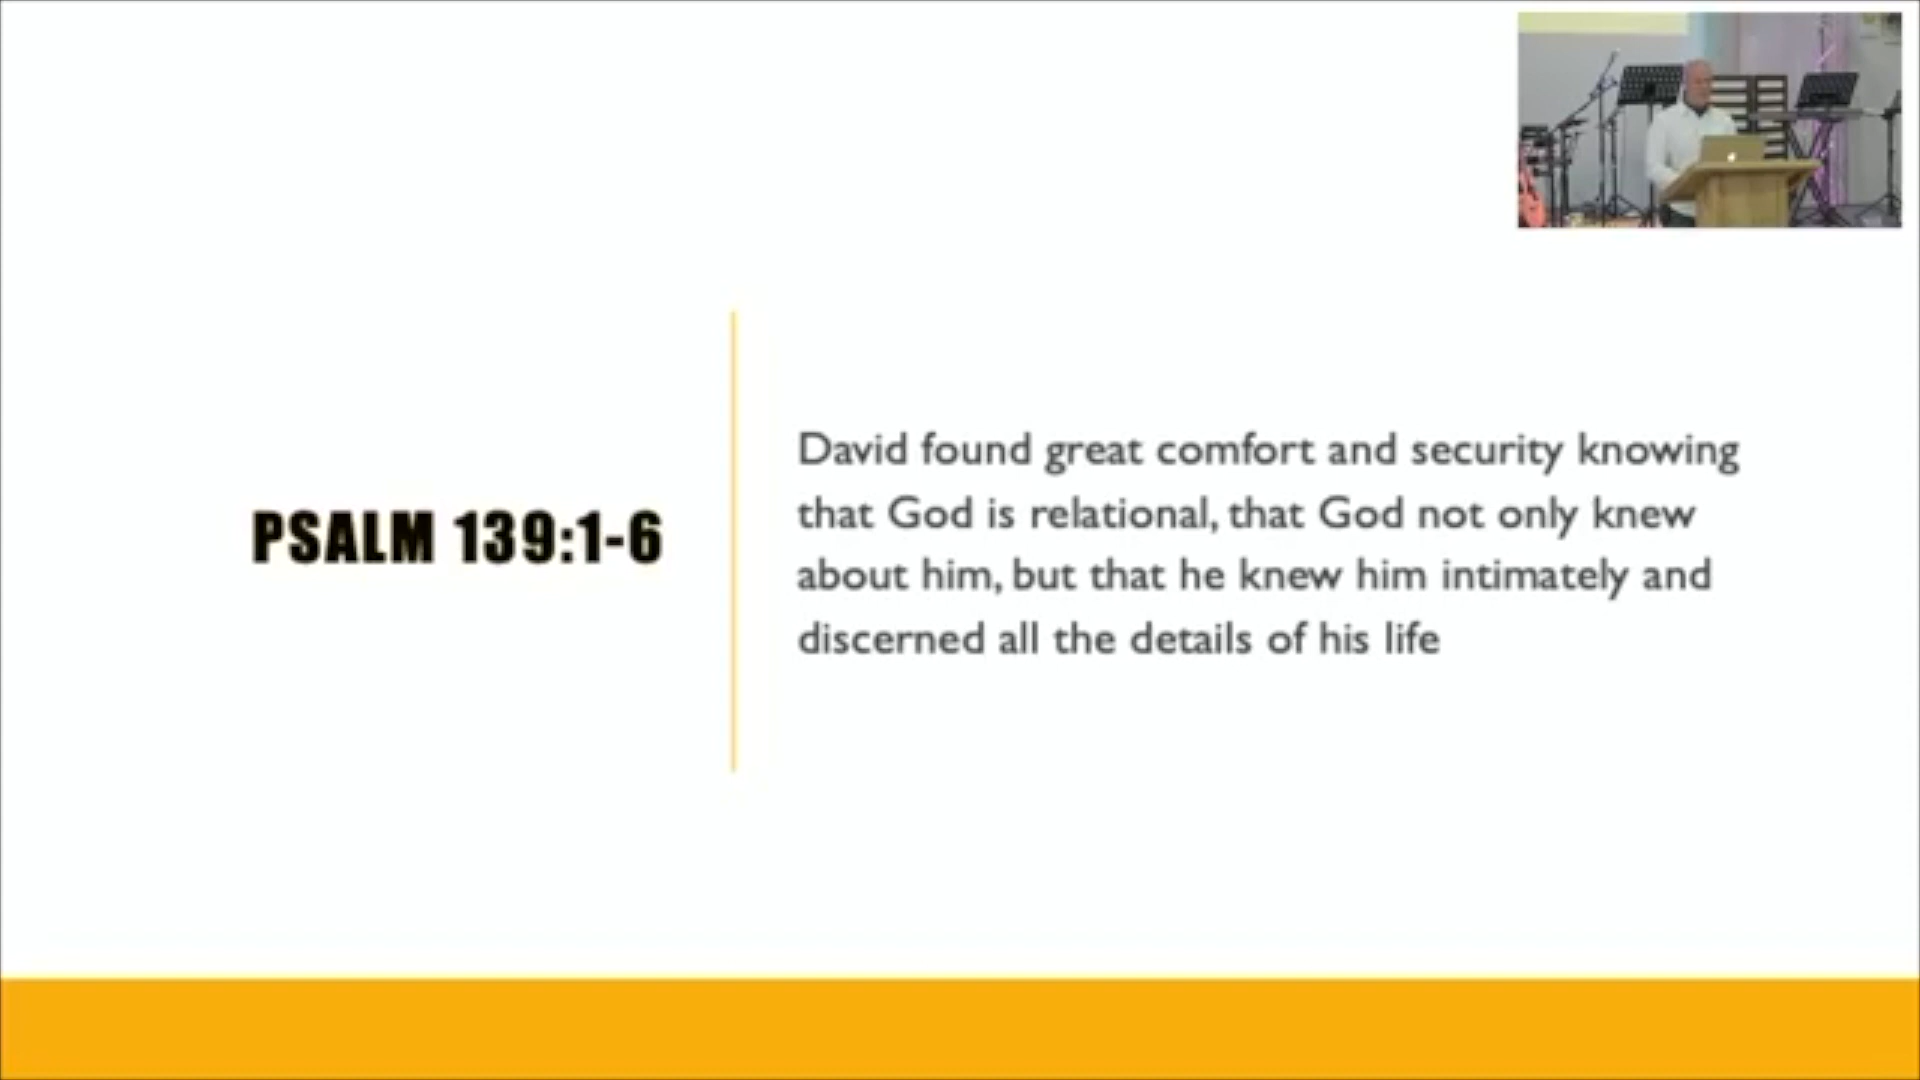 PSALM 139:1-6
David found great comfort and security knowing
that God is relational, that God not only knew
about him, but that he knew him intimately and
discerned all the details of his life